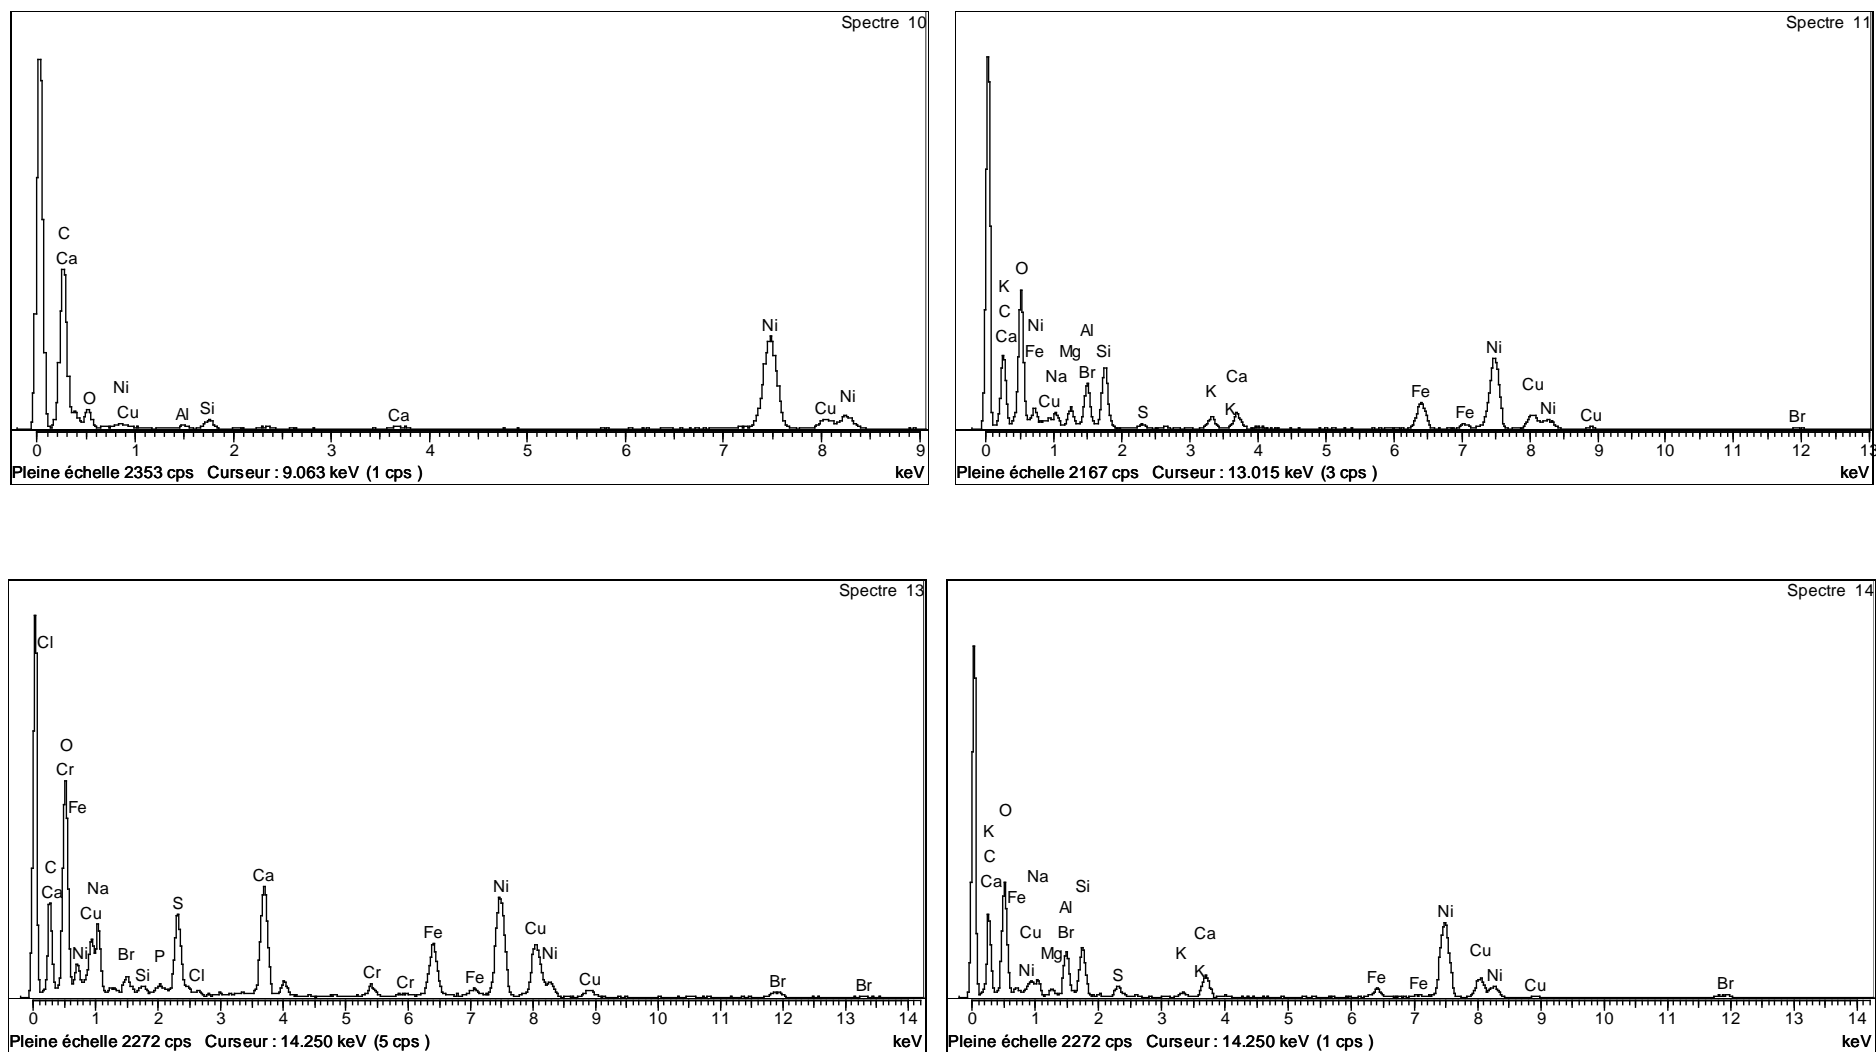 Spectre 10
C
Ca
O
Ni
Cu
Al
Si
Ca
Ni
Cu
Ni
0 1 2 3 4 5 6 7 8 9
Pleine échelle 2353 cps Curseur : 9.063 keV (1 cps ) keV
Spectre 11
O
K
C
Ca
Ni
Fe
Na
Cu
Mg
Al
Br
Si
S
K
Ca
K
Fe
Fe
Ni
Cu
Ni
Cu
Br
0 1 2 3 4 5 6 7 8 9 10 11 12 13
Pleine échelle 2167 cps Curseur : 13.015 keV (3 cps ) keV
Spectre 13
Cl
O
Cr
Fe
C
Ca
Na
Cu
Ni
Br
Si
P
S
Cl
Ca
Cr
Cr
Fe
Fe
Ni
Cu
Ni
Cu
Br
Br
0 1 2 3 4 5 6 7 8 9 10 11 12 13 14
Pleine échelle 2272 cps Curseur : 14.250 keV (5 cps ) keV
Spectre 14
O
K
C
Ca
Fe
Na
Cu
Ni
Mg
Al
Br
Si
S
K
Ca
K
Fe
Fe
Ni
Cu
Ni
Cu
Br
0 1 2 3 4 5 6 7 8 9 10 11 12 13 14
Pleine échelle 2272 cps Curseur : 14.250 keV (1 cps ) keV